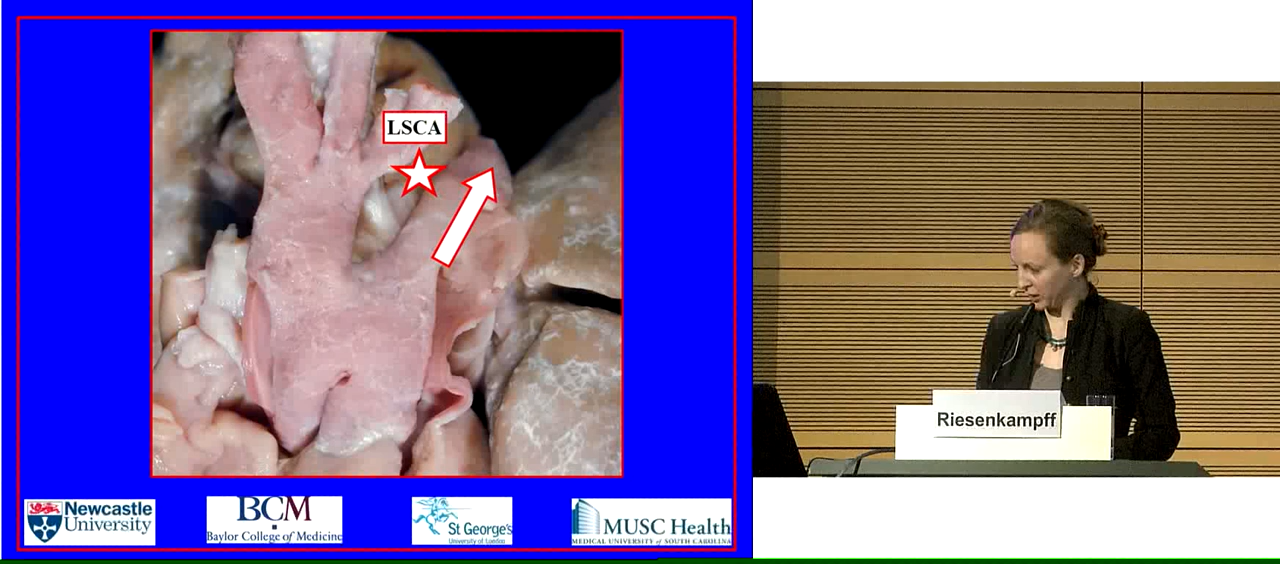 LSCA
Newcastle
University
BCM
Baylor College of Medicine
St George's
University of London
MUSC Health
MEDICAL UNIVERSITY of SOUTH CAROLINA
Riesenkampff